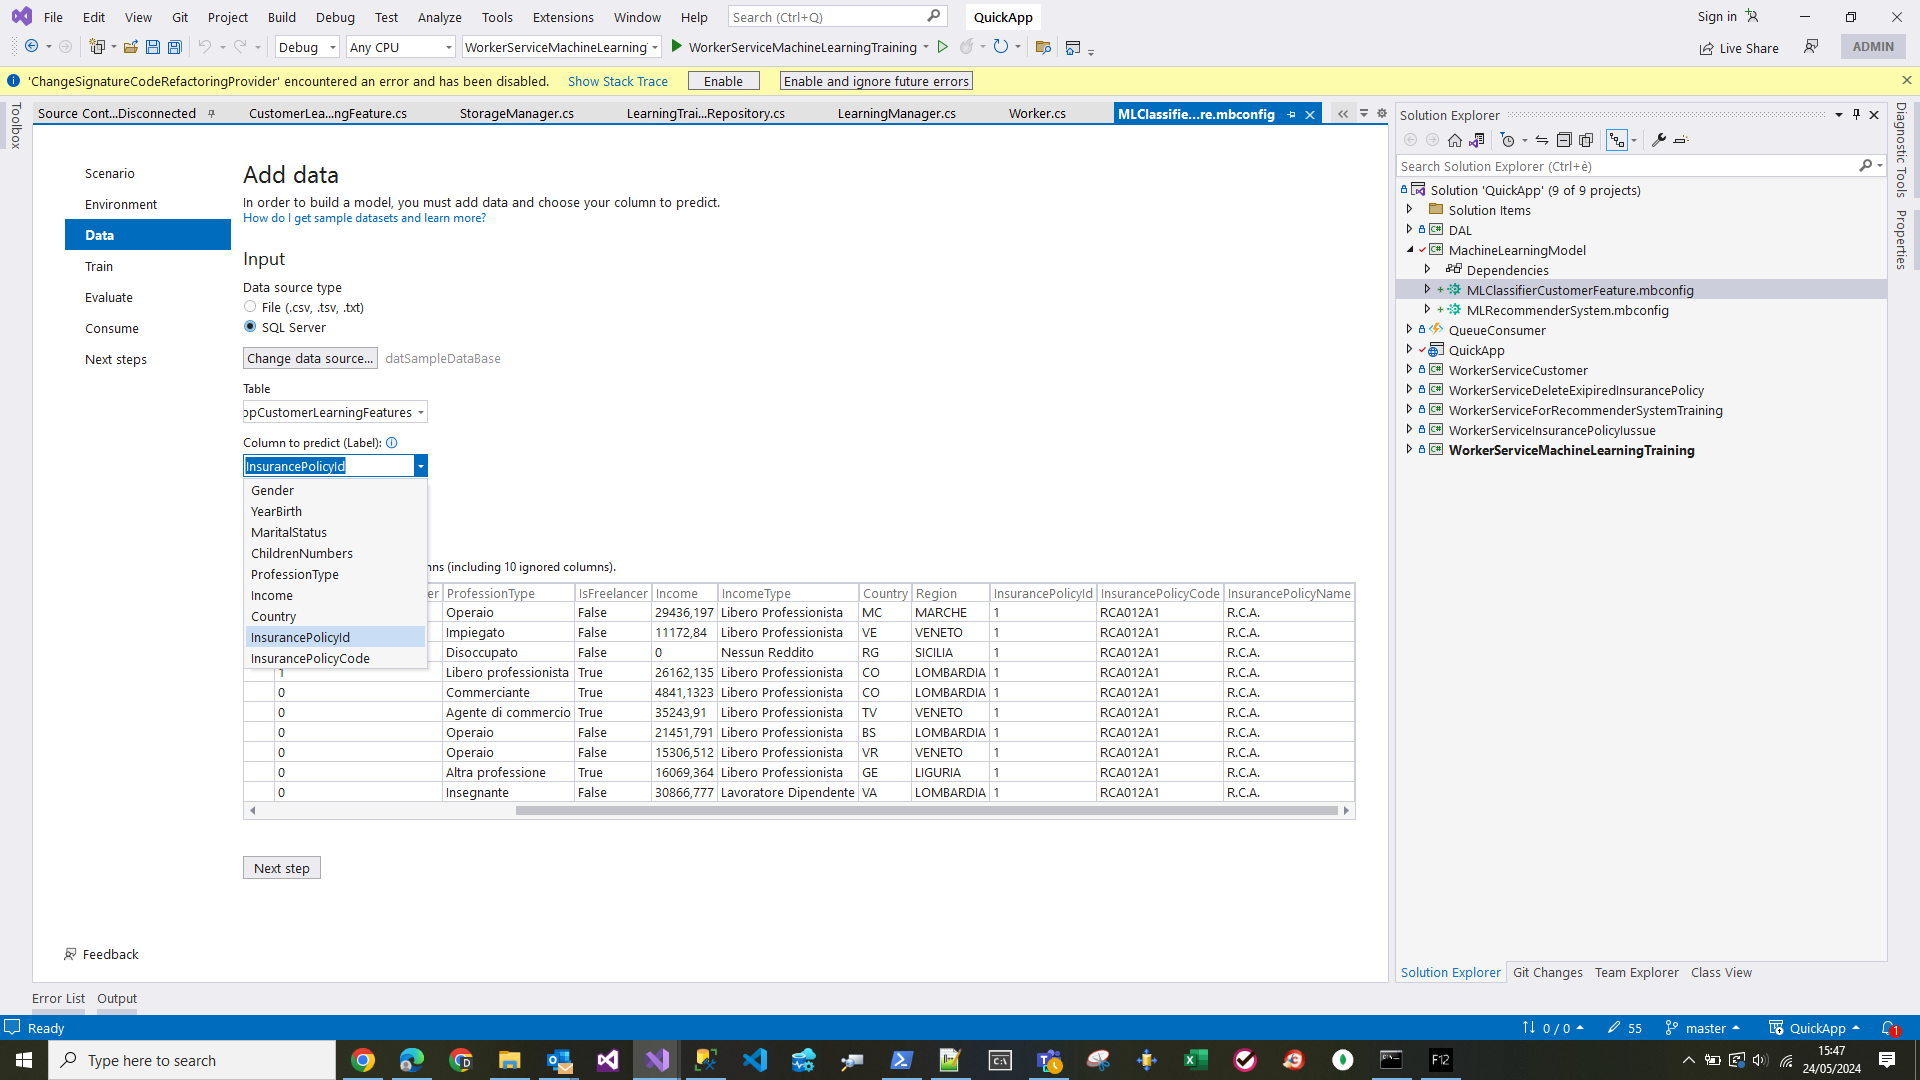 File Edit View Git Project Build Debug Test Analyze Tools Extensions Window Help Search (Ctrl+Q) QuickApp Sign in
Debug Any CPU WorkerServiceMachineLearning WorkerServiceMachineLearningTraining Live Share ADMIN
'ChangeSignatureCodeRefactoringProvider' encountered an error and has been disabled. Show Stack Trace Enable Enable and ignore future errors
Toolbox
Source Cont...Disconnected CustomerLea...ngFeature.cs StorageManager.cs LearningTrai...Repository.cs LearningManager.cs Worker.cs MLClassifie...re.mbconfig
Scenario
Environment
Data
Train
Evaluate
Consume
Next steps
Add data
In order to build a model, you must add data and choose your column to predict.
How do I get sample datasets and learn more?
Input
Data source type
File (.csv, .tsv, .txt)
SQL Server
Change data source... datSampleDataBase
Table
ppCustomerLearningFeatures
Column to predict (Label):
InsurancePolicyId
Gender
YearBirth
MaritalStatus
ChildrenNumbers
ProfessionType
Income
Country
InsurancePolicyId
InsurancePolicyCode
(including 10 ignored columns).
er ProfessionType IsFreelancer Income IncomeType Country Region InsurancePolicyId InsurancePolicyCode InsurancePolicyName
Operaio False 29436,197 Libero Professionista MC MARCHE 1 RCA012A1 R.C.A.
Impiegato False 11172,84 Libero Professionista VE VENETO 1 RCA012A1 R.C.A.
Disoccupato False 0 Nessun Reddito RG SICILIA 1 RCA012A1 R.C.A.
1 Libero professionista True 26162,135 Libero Professionista CO LOMBARDIA 1 RCA012A1 R.C.A.
0 Commerciante True 4841,1323 Libero Professionista CO LOMBARDIA 1 RCA012A1 R.C.A.
0 Agente di commercio True 35243,91 Libero Professionista TV VENETO 1 RCA012A1 R.C.A.
0 Operaio False 21451,791 Libero Professionista BS LOMBARDIA 1 RCA012A1 R.C.A.
0 Operaio False 15306,512 Libero Professionista VR VENETO 1 RCA012A1 R.C.A.
0 Altra professione True 16069,364 Libero Professionista GE LIGURIA 1 RCA012A1 R.C.A.
0 Insegnante False 30866,777 Lavoratore Dipendente VA LOMBARDIA 1 RCA012A1 R.C.A.
Next step
Feedback
Solution Explorer
Search Solution Explorer (Ctrl+è)
Solution 'QuickApp' (9 of 9 projects)
Solution Items
DAL
MachineLearningModel
Dependencies
MLClassifierCustomerFeature.mbconfig
MLRecommenderSystem.mbconfig
QueueConsumer
QuickApp
WorkerServiceCustomer
WorkerServiceDeleteExipiredInsurancePolicy
WorkerServiceForRecommenderSystemTraining
WorkerServiceInsurancePolicyIussue
WorkerServiceMachineLearningTraining
Solution Explorer Git Changes Team Explorer Class View
Diagnostic Tools
Properties
Error List Output
Ready 0 / 0 55 master QuickApp 1
Type here to search
F12
15:47
24/05/2024